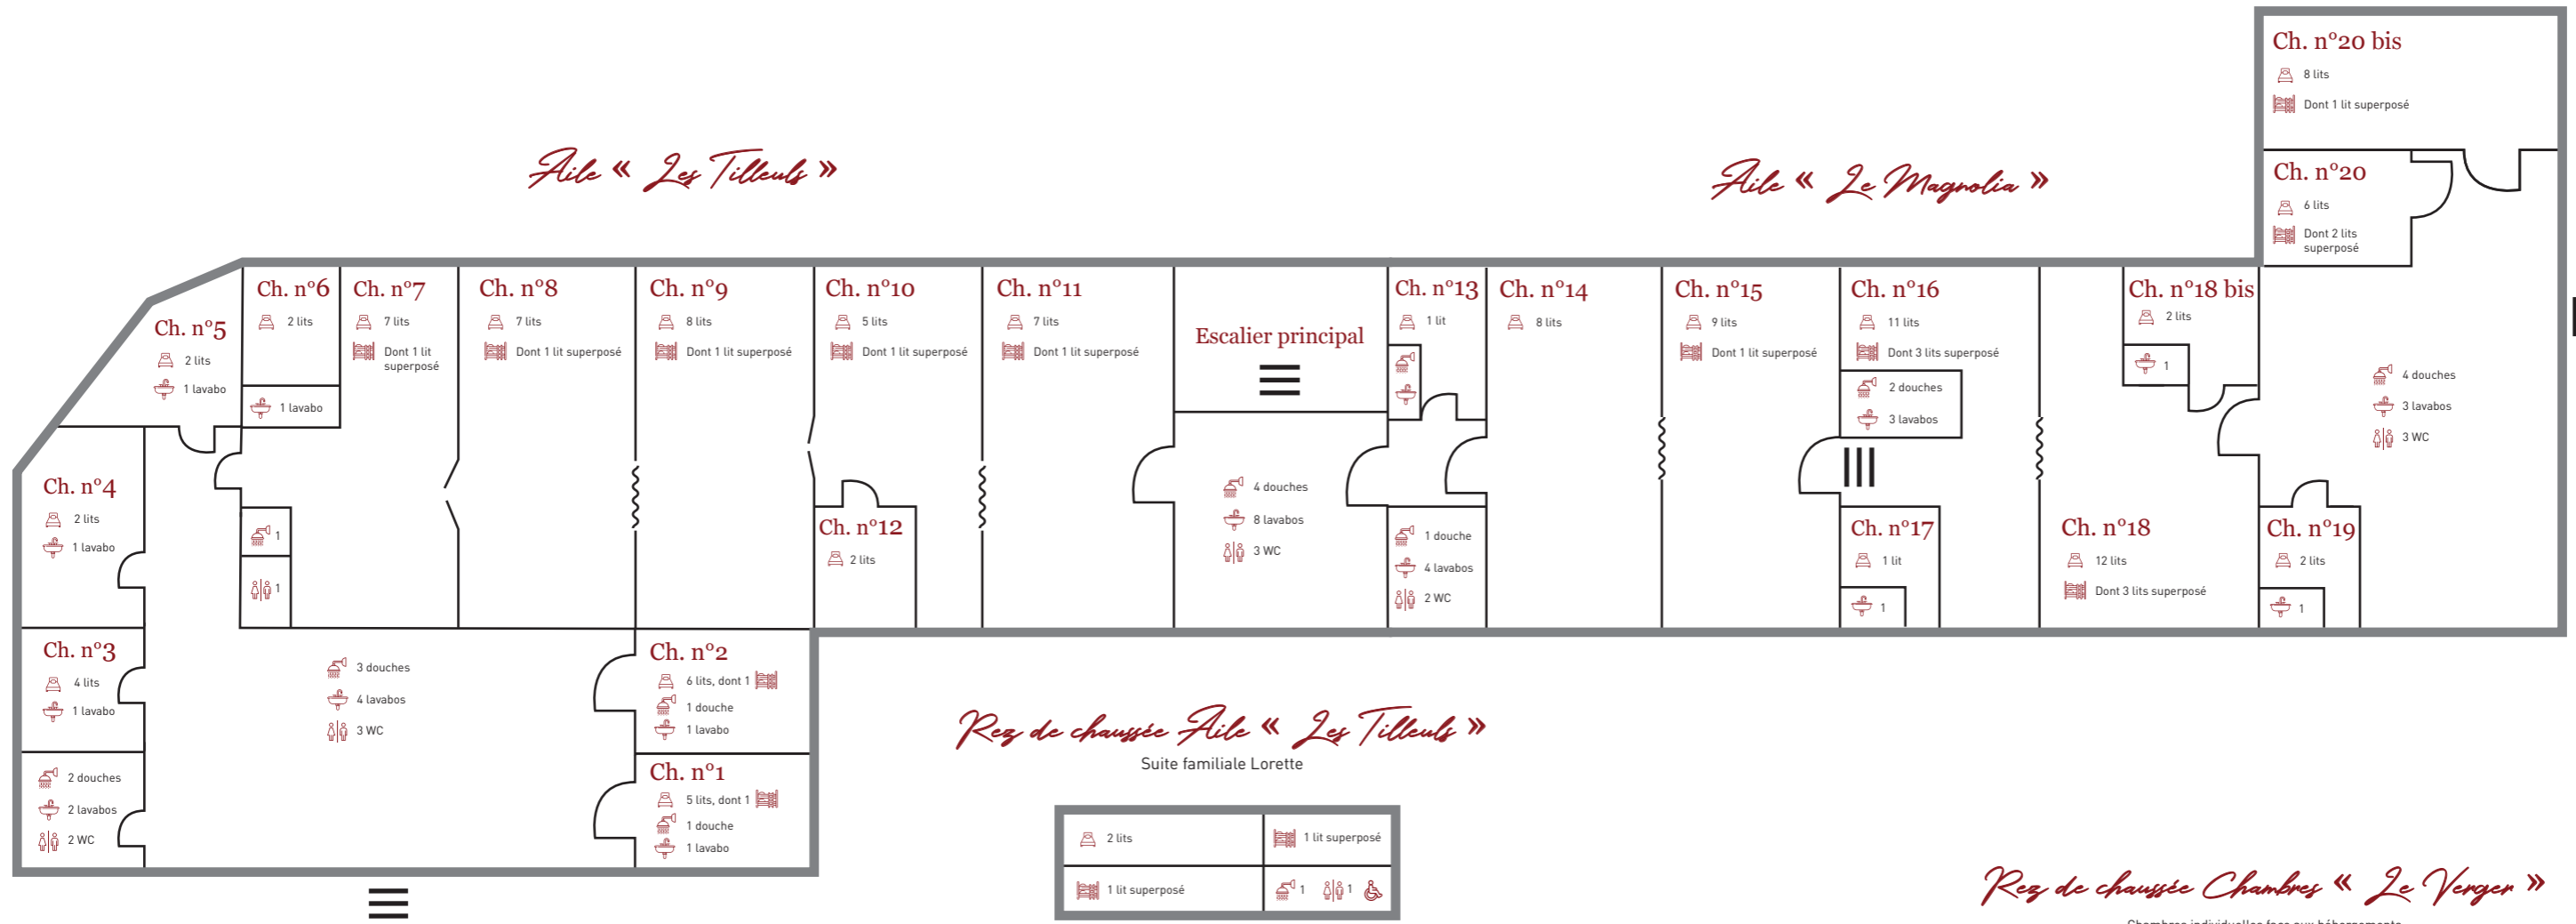 Aile « Les Tilleuls »
Aile « Le Magnolia »
Ch. n°20 bis
8 lits
Dont 1 lit superposé
Ch. n°20
6 lits
Dont 2 lits
superposé
Ch. n°5
2 lits
1 lavabo
Ch. n°6
2 lits
1 lavabo
Ch. n°7
7 lits
Dont 1 lit
superposé
Ch. n°8
7 lits
Dont 1 lit superposé
Ch. n°9
8 lits
Dont 1 lit superposé
Ch. n°10
5 lits
Dont 1 lit superposé
Ch. n°11
7 lits
Dont 1 lit superposé
Escalier principal
Ch. n°13
1 lit
Ch. n°14
8 lits
Ch. n°15
9 lits
Dont 1 lit superposé
Ch. n°16
11 lits
Dont 3 lits superposé
2 douches
3 lavabos
Ch. n°18 bis
2 lits
1
4 douches
3 lavabos
3 WC
Ch. n°4
2 lits
1 lavabo
1
1
Ch. n°12
2 lits
4 douches
8 lavabos
3 WC
1 douche
4 lavabos
2 WC
Ch. n°17
1 lit
1
Ch. n°18
12 lits
Dont 3 lits superposé
Ch. n°19
2 lits
1
Ch. n°3
4 lits
1 lavabo
3 douches
4 lavabos
3 WC
Ch. n°2
6 lits, dont 1
1 douche
1 lavabo
2 douches
2 lavabos
2 WC
Ch. n°1
5 lits, dont 1
1 douche
1 lavabo
Rez de chaussée Aile « Les Tilleuls »
Suite familiale Lorette
2 lits
1 lit superposé
1 lit superposé
1
1
Rez de chaussée Chambres « Le Verger »
Chambres individuelles face aux hébergements